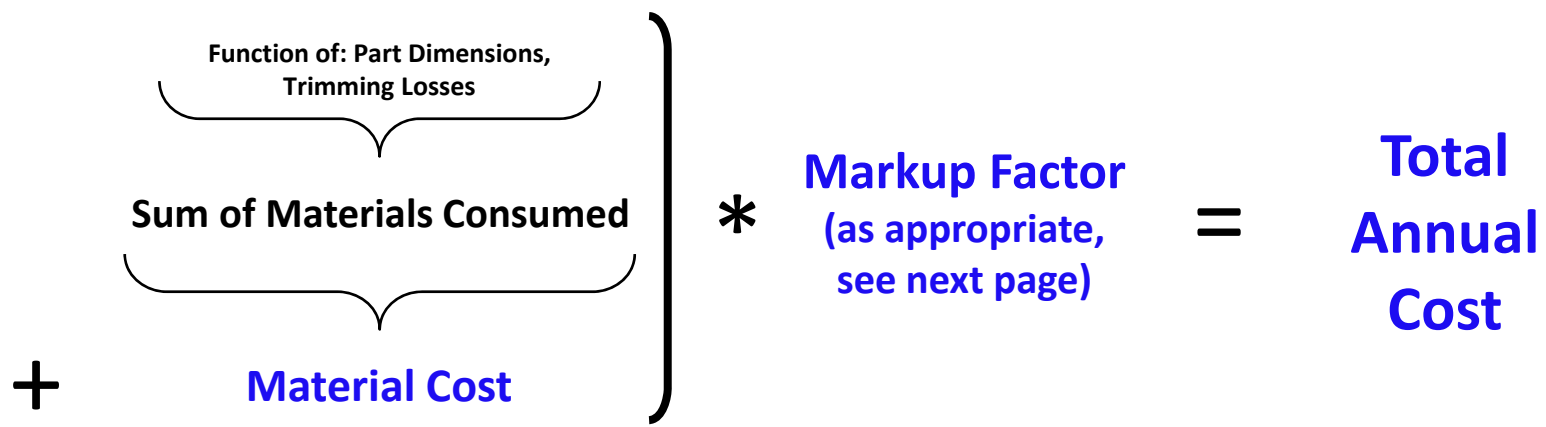 Function of: Part Dimensions,
Trimming Losses
Sum of Materials Consumed
+ Material Cost
* Markup Factor
(as appropriate,
see next page)
=
Total
Annual
Cost